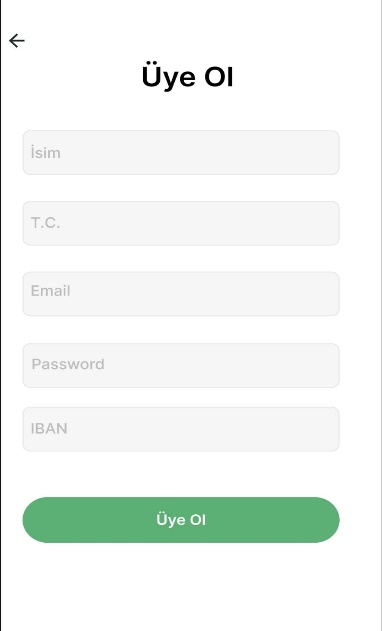 Üye Ol
İsim
T.C.
Email
Password
IBAN
Üye Ol